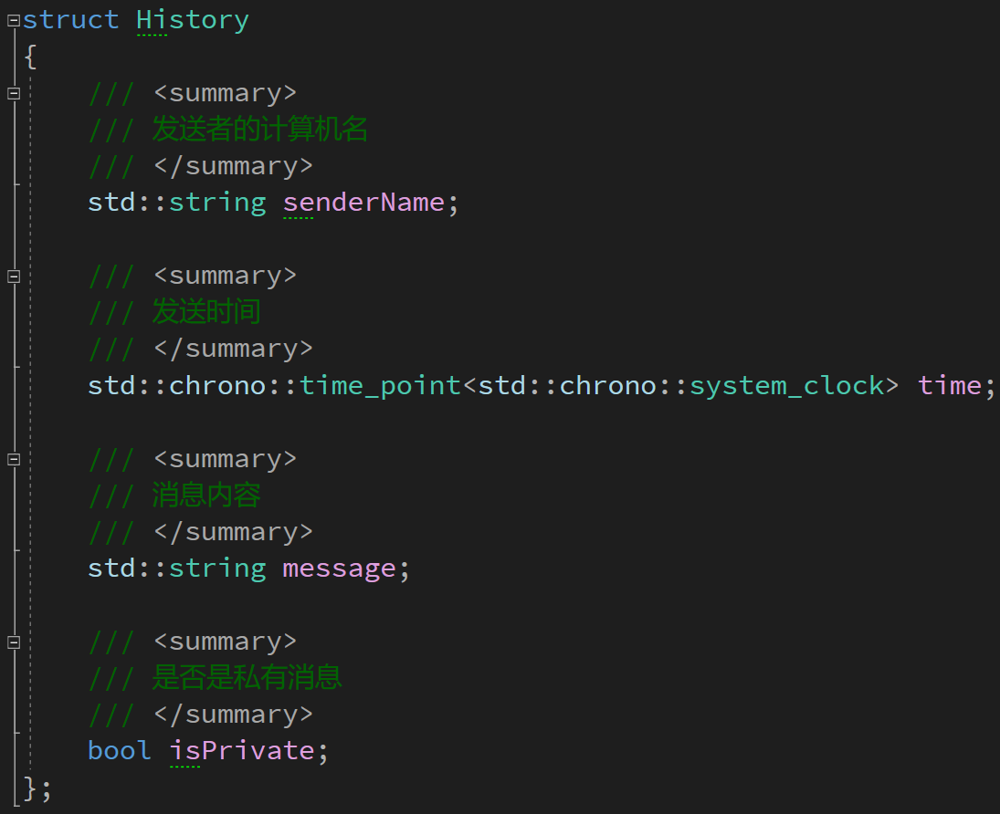 struct History
{
/// <summary>
/// 发送者的计算机名
/// </summary>
std::string senderName;
/// <summary>
/// 发送时间
/// </summary>
std::chrono::time_point<std::chrono::system_clock> time;
/// <summary>
/// 消息内容
/// </summary>
std::string message;
/// <summary>
/// 是否是私有消息
/// </summary>
bool isPrivate;
};